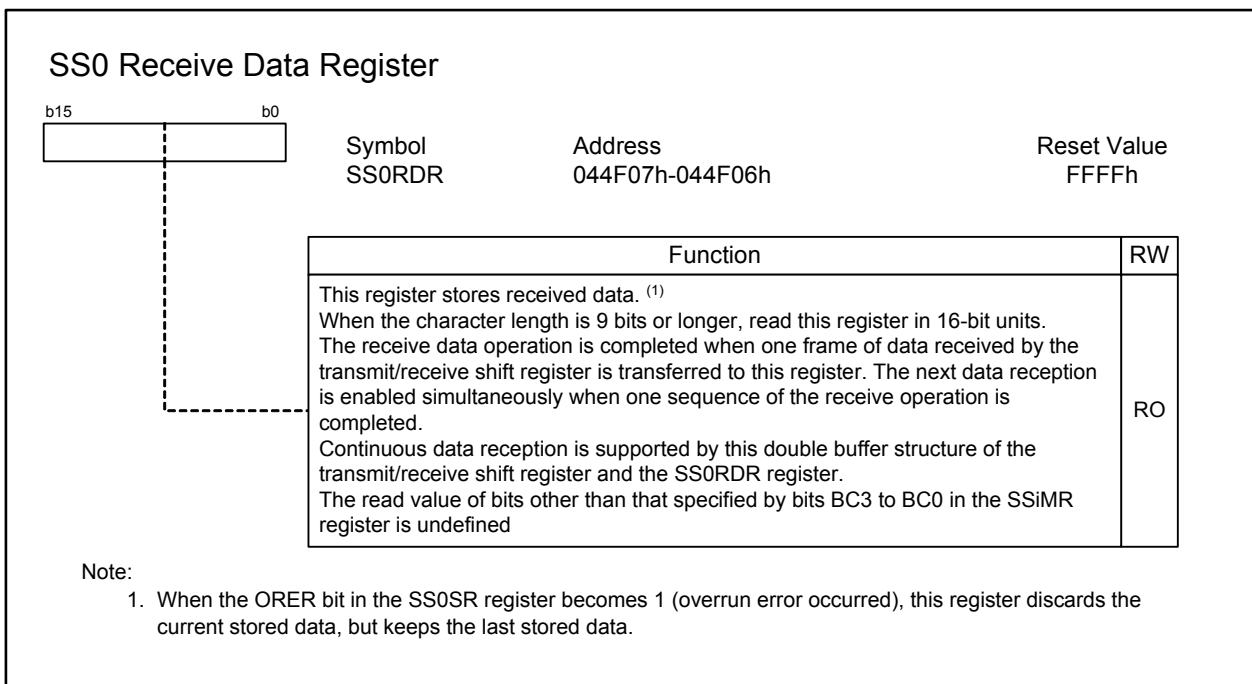 SS0 Receive Data Register
b15 b0
Symbol Address Reset Value
SS0RDR 044F07h-044F06h FFFFh
Function RW
This register stores received data. (1)
When the character length is 9 bits or longer, read this register in 16-bit units.
The receive data operation is completed when one frame of data received by the
transmit/receive shift register is transferred to this register. The next data reception
is enabled simultaneously when one sequence of the receive operation is
completed.
RO
Continuous data reception is supported by this double buffer structure of the
transmit/receive shift register and the SS0RDR register.
The read value of bits other than that specified by bits BC3 to BC0 in the SSiMR
register is undefined
Note:
1. When the ORER bit in the SS0SR register becomes 1 (overrun error occurred), this register discards the
current stored data, but keeps the last stored data.